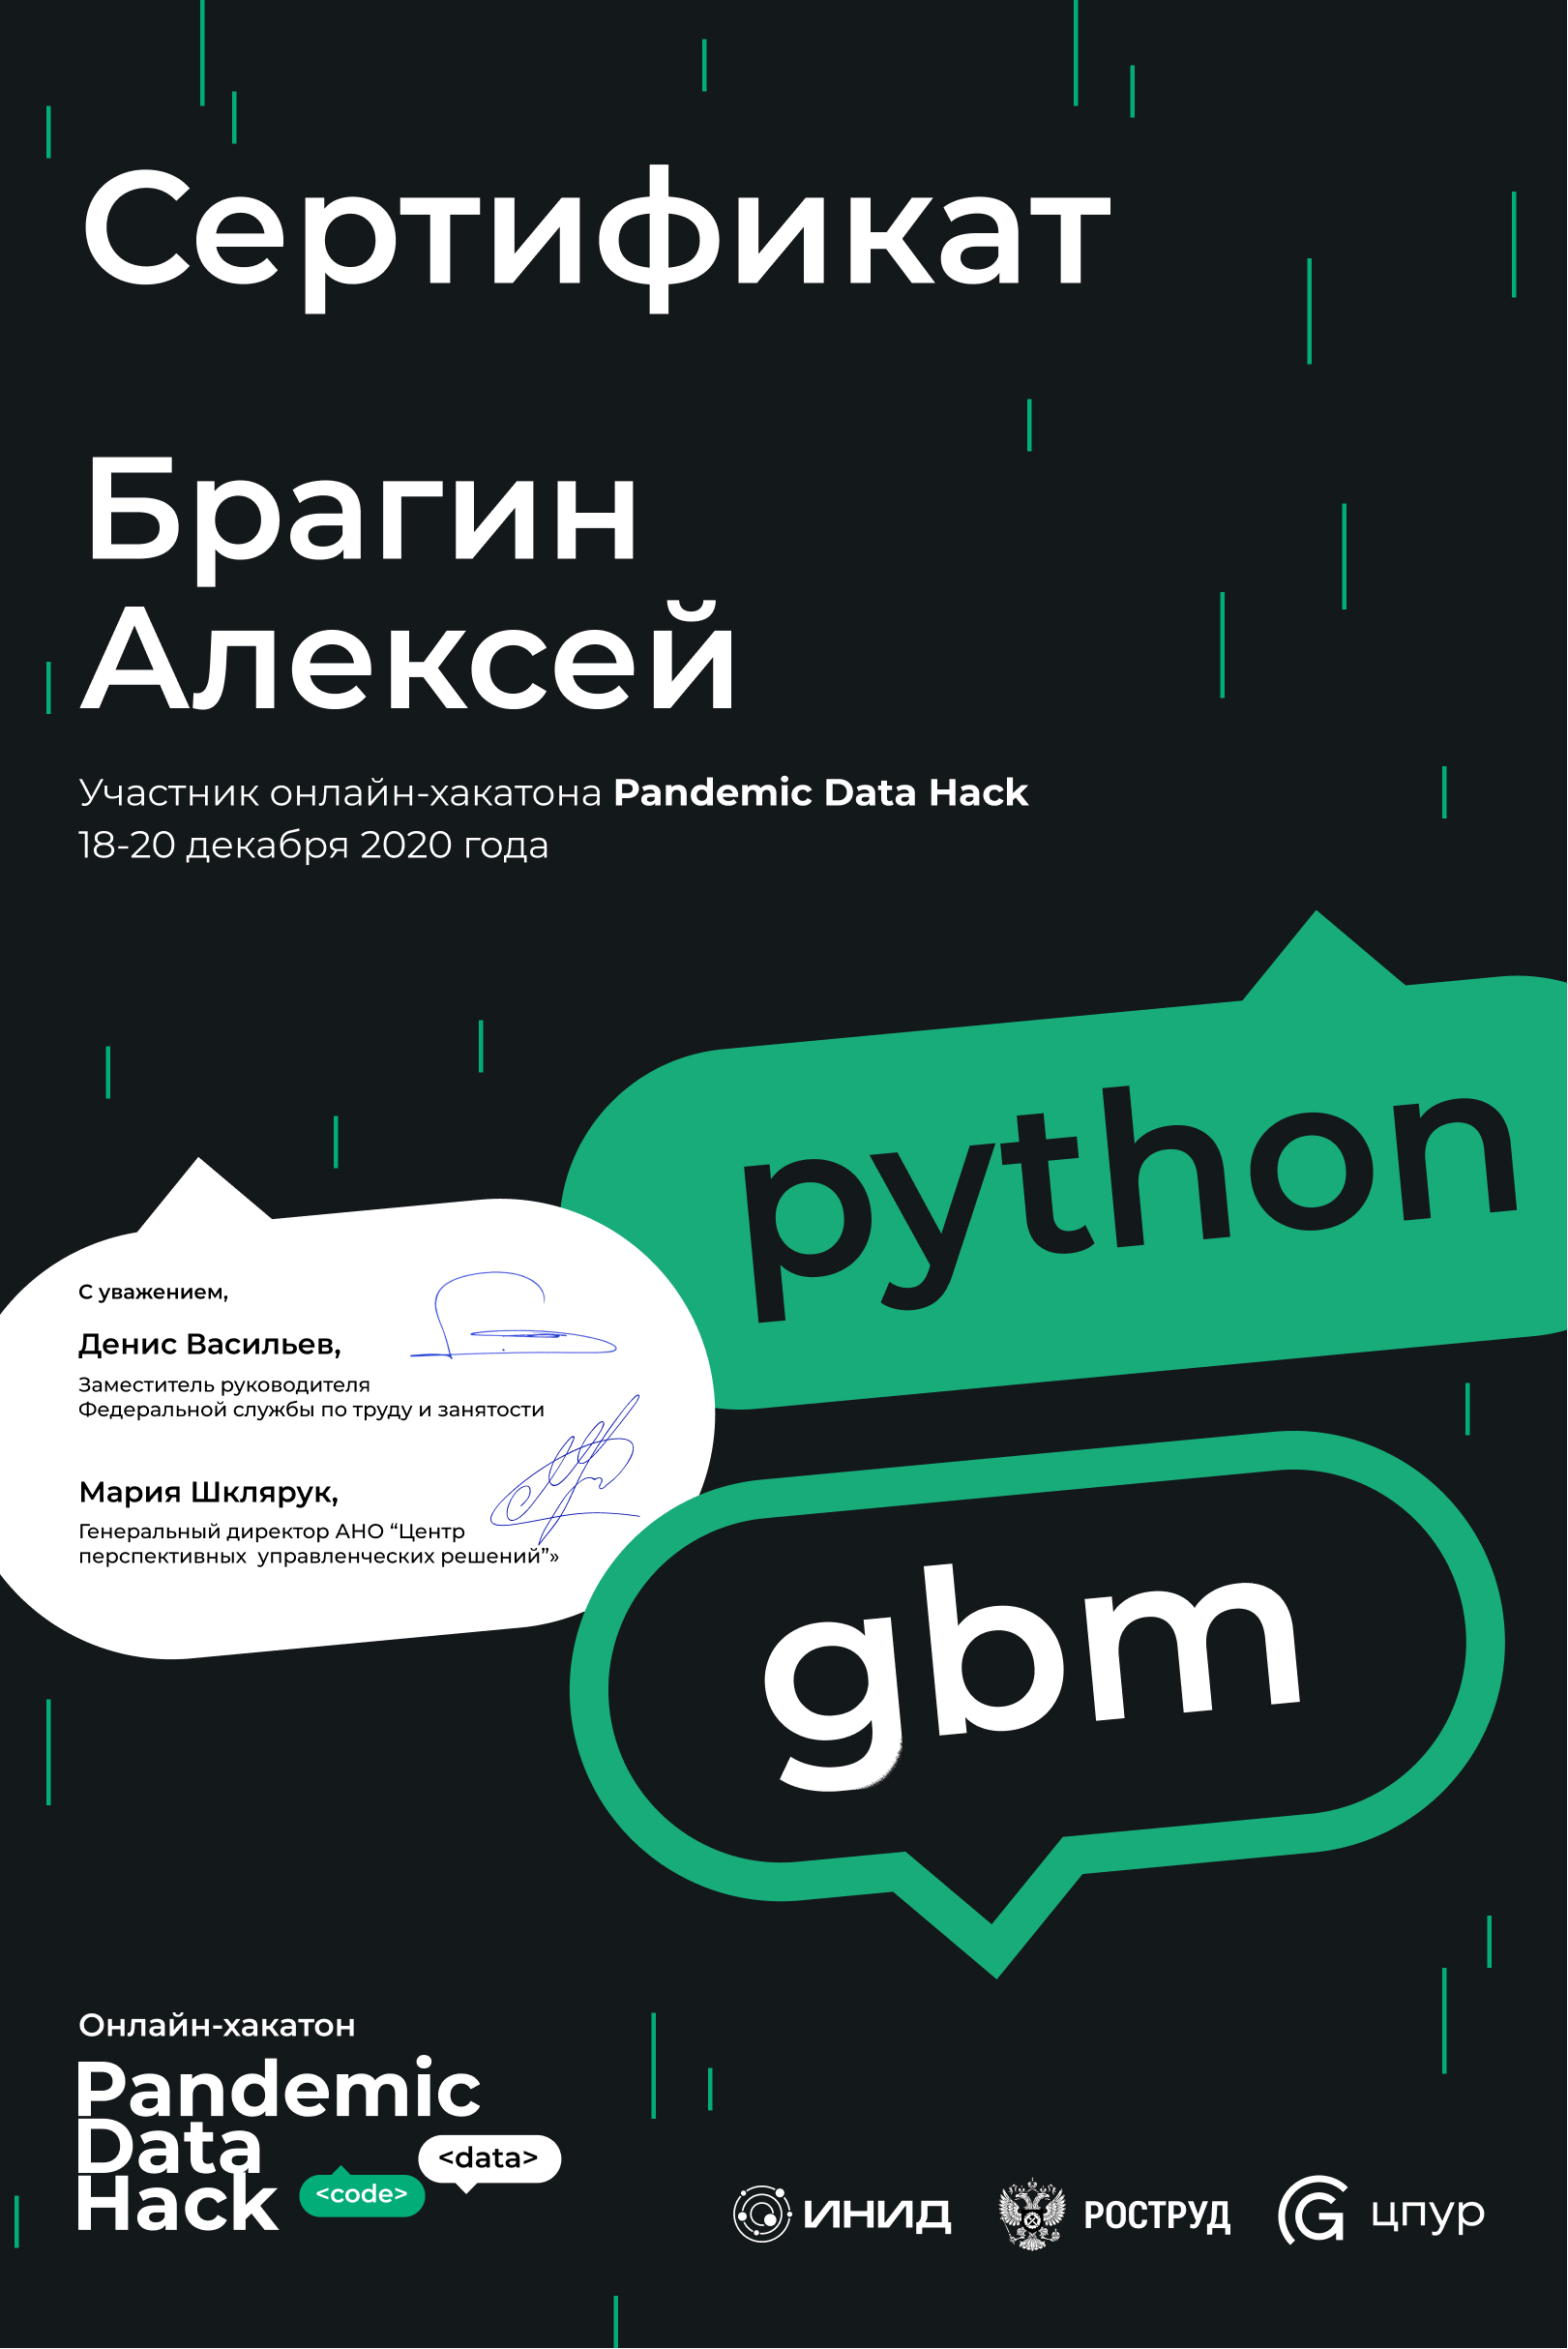 Сертификат
Брагин
Алексей
Участник онлайн-хакатона Pandemic Data Hack
18-20 декабря 2020 года
python
С уважением,
Денис Васильев,
Заместитель руководителя
Федеральной службы по труду и занятости
Мария Шклярук,
Генеральный директор АНО “Центр
перспективных  управленческих решений”»
gbm
Онлайн-хакатон
Pandemic
Data
Hack
<code>
<data>
ИНИД
РОСТРУД
ЦПУР